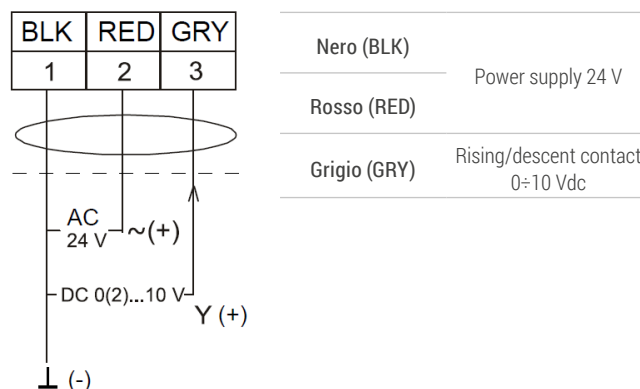 BLK RED GRY
1 2 3
AC
24 V
~(+)
DC 0(2)...10 V
Y (+)
(-)
Nero (BLK)
Power supply 24 V
Rosso (RED)
Grigio (GRY)
Rising/descent contact
0÷10 Vdc